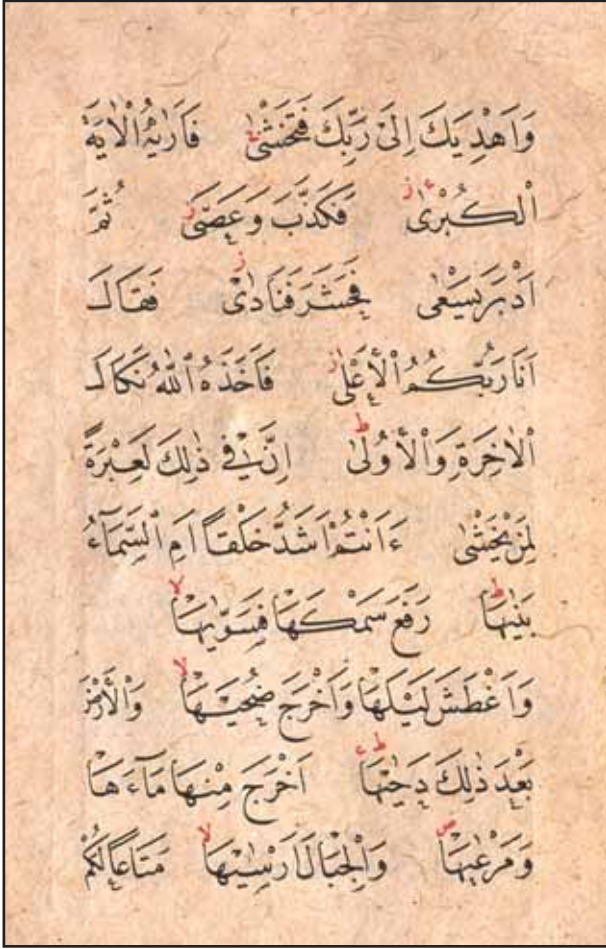 وَاَهْدِيَكَ اِلٰى رَبِّكَ فَتَخْشٰى فَاَرٰيهُ الْاٰيَةَ
الْكُبْرٰى فَكَذَّبَ وَعَصٰى ثُمَّ
اَدْبَرَ يَسْعٰى فَحَشَرَ فَنَادٰى فَقَالَ
اَنَا رَبُّكُمُ الْاَعْلٰى فَاَخَذَهُ اللّٰهُ نَكَالَ
الْاٰخِرَةِ وَالْاُولٰى اِنَّ فِي ذٰلِكَ لَعِبْرَةً
لِمَنْ يَخْشٰى ءَاَنْتُمْ اَشَدُّ خَلْقًا اَمِ السَّمَآءُ
بَنٰيهَا رَفَعَ سَمْكَهَا فَسَوّٰيهَا
وَاَغْطَشَ لَيْلَهَا وَاَخْرَجَ ضُحٰيهَا وَالْاَرْضَ
بَعْدَ ذٰلِكَ دَحٰيهَا اَخْرَجَ مِنْهَا مَآءَهَا
وَمَرْعٰيهَا وَالْجِبَالَ اَرْسٰيهَا مَتَاعًا لَكُمْ